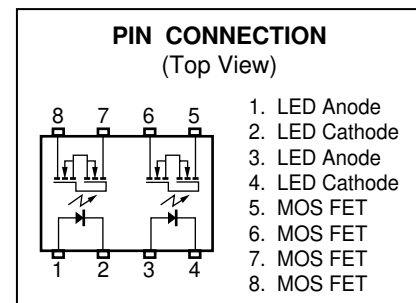 PIN CONNECTION
(Top View)
8 7 6 5
1 2 3 4
1. LED Anode
2. LED Cathode
3. LED Anode
4. LED Cathode
5. MOS FET
6. MOS FET
7. MOS FET
8. MOS FET